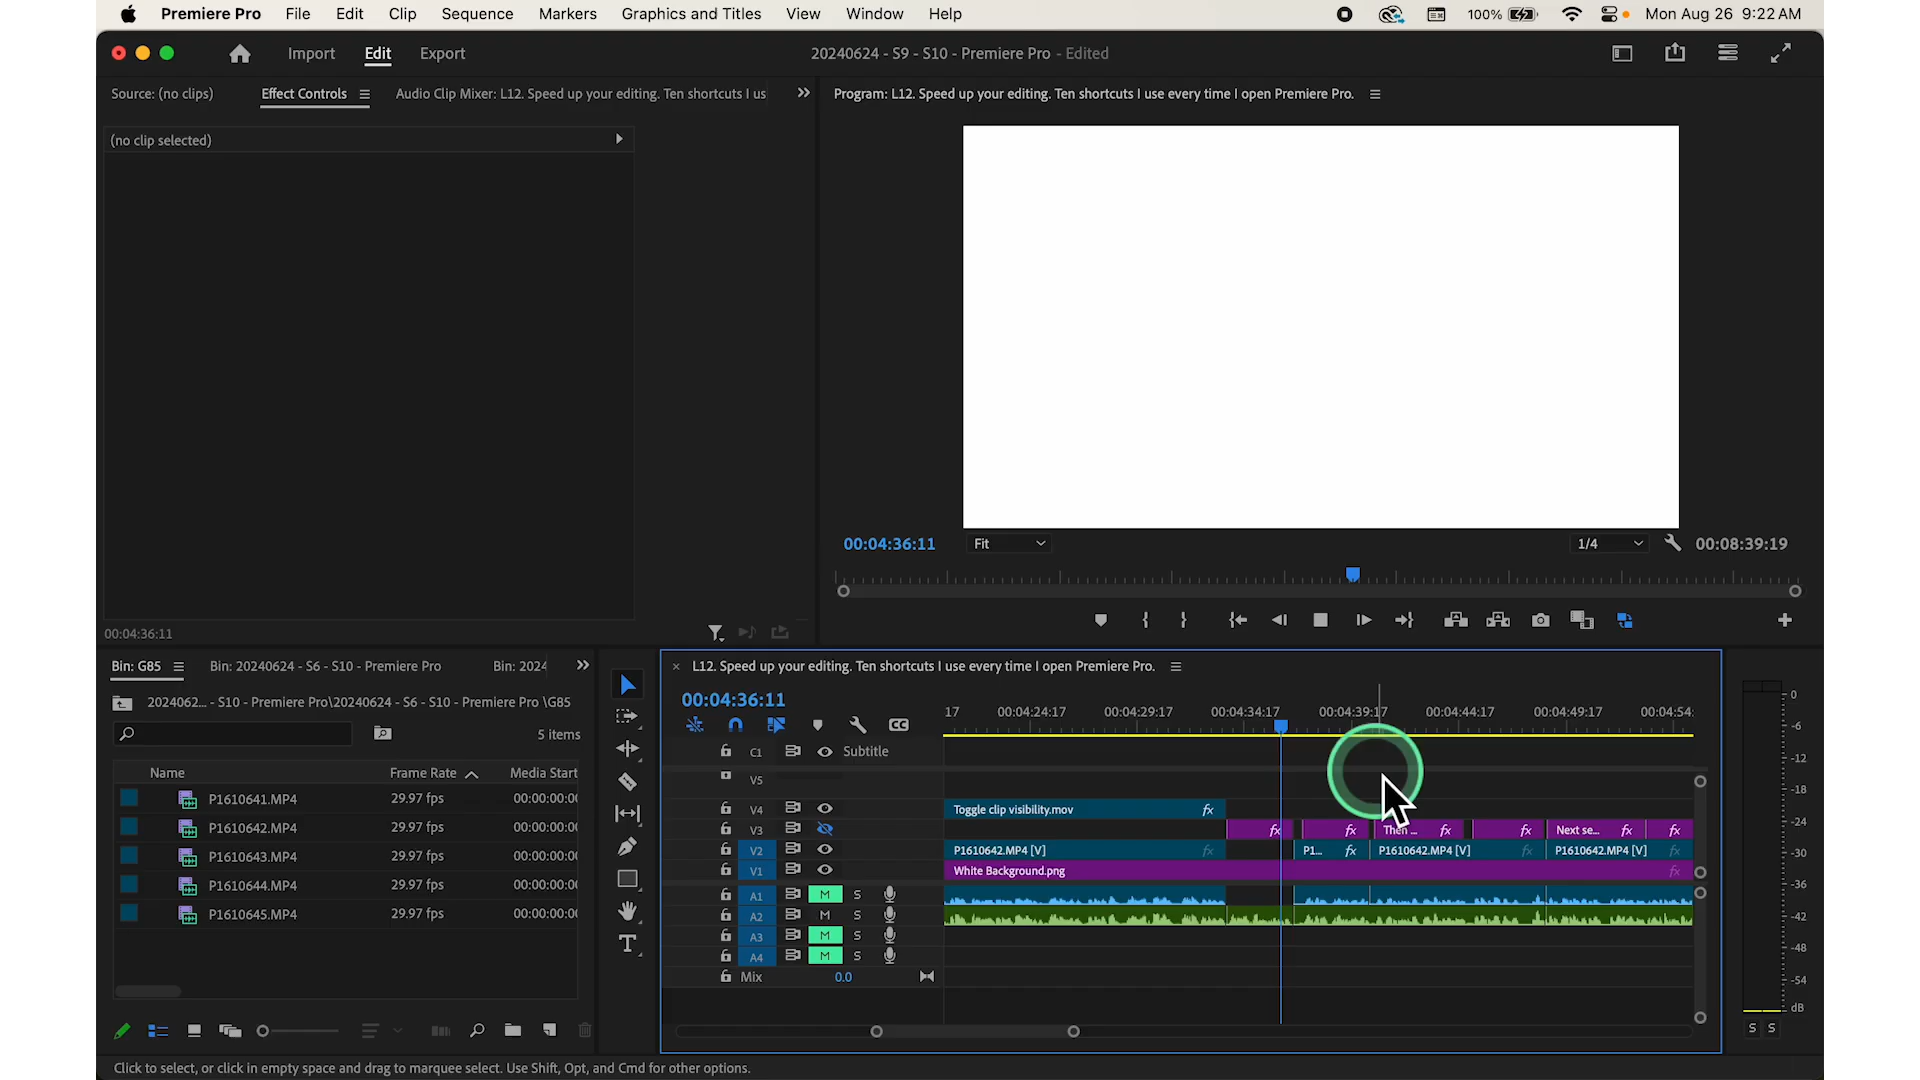 Premiere Pro File Edit Clip Sequence Markers Graphics and Titles View Window Help 100% Mon Aug 26 9:22 AM
Import Edit Export 20240624 - S9 - S10 - Premiere Pro - Edited
Source: (no clips) Effect Controls Audio Clip Mixer: L12. Speed up your editing. Ten shortcuts I us
Program: L12. Speed up your editing. Ten shortcuts I use every time I open Premiere Pro.
(no clip selected)
00:04:36:11 Fit 1/4 00:08:39:19
00:04:36:11
Bin: G85 Bin: 20240624 - S6 - S10 - Premiere Pro Bin: 2024
2024062... - S10 - Premiere Pro\20240624 - S6 - S10 - Premiere Pro \G85
5 items
Name Frame Rate Media Start
P1610641.MP4 29.97 fps 00:00:00:0
P1610642.MP4 29.97 fps 00:00:00:0
P1610643.MP4 29.97 fps 00:00:00:0
P1610644.MP4 29.97 fps 00:00:00:0
P1610645.MP4 29.97 fps 00:00:00:0
T
× L12. Speed up your editing. Ten shortcuts I use every time I open Premiere Pro.
00:04:36:11
17 00:04:24:17 00:04:29:17 00:04:34:17 00:04:39:17 00:04:44:17 00:04:49:17 00:04:54:
CC
C1 Subtitle
V5
V4 Toggle clip visibility.mov fx
V3 fx fx Then ... fx fx Next se... fx fx
V2 P1610642.MP4 [V] fx P1... fx P1610642.MP4 [V] fx P1610642.MP4 [V] fx
V1 White Background.png fx
A1 M S
A2 M S
A3 M S
A4 M S
Mix 0.0
0
-6
-12
-18
-24
-30
-36
-42
-48
-54
dB
S S
Click to select, or click in empty space and drag to marquee select. Use Shift, Opt, and Cmd for other options.